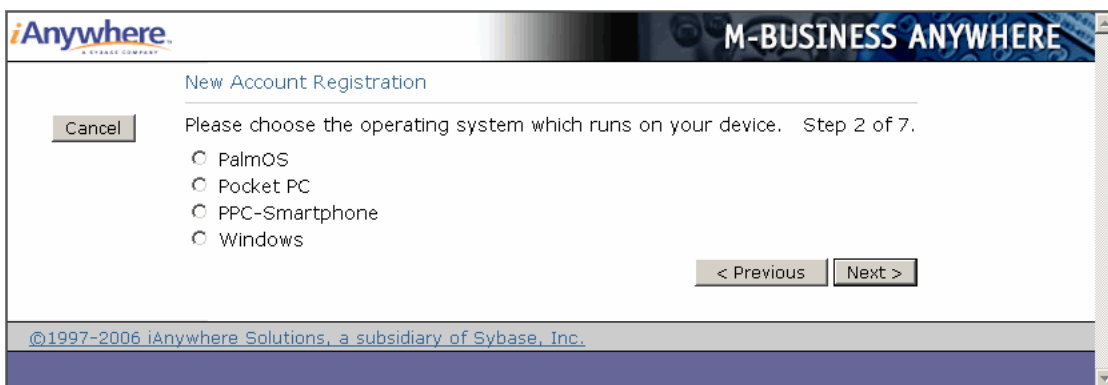 iAnywhere.
A SYBASE COMPANY
M-BUSINESS ANYWHERE
New Account Registration
Cancel
Please choose the operating system which runs on your device. Step 2 of 7.
PalmOS
Pocket PC
PPC-Smartphone
Windows
< Previous
Next >
©1997-2006 iAnywhere Solutions, a subsidiary of Sybase, Inc.